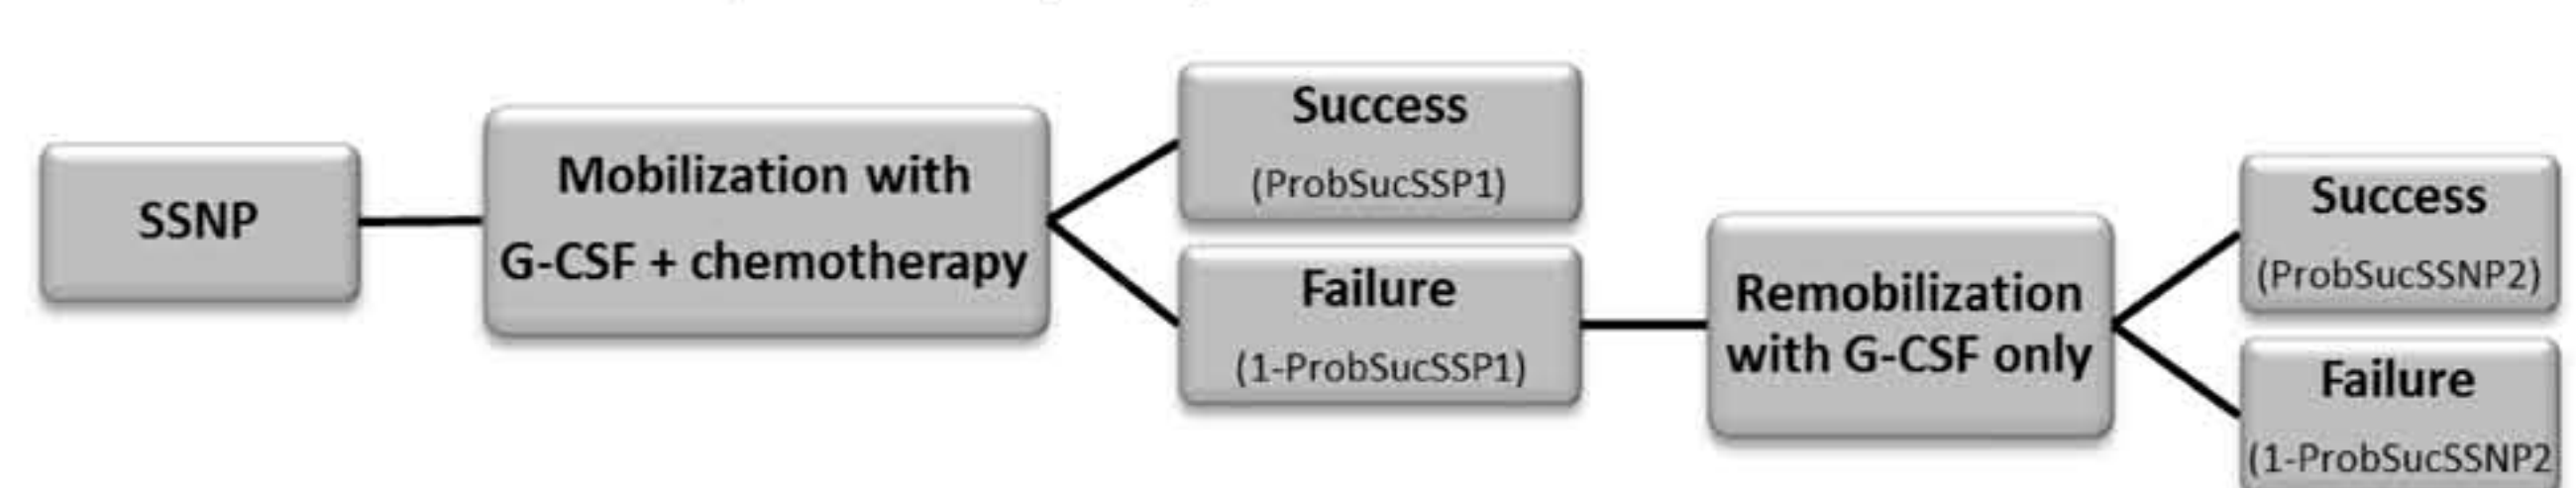 SSNP
Mobilization with
G-CSF + chemotherapy
Success
(ProbSucSSP1)
Failure
(1-ProbSucSSP1)
Remobilization
with G-CSF only
Success
(ProbSucSSNP2)
Failure
(1-ProbSucSSNP2